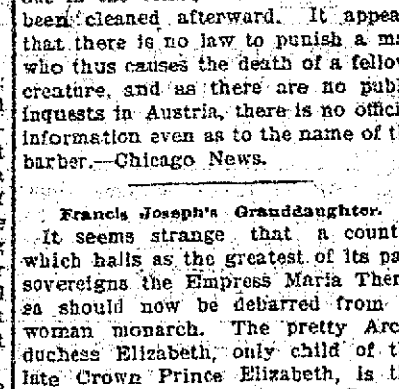 been cleaned afterward. It appea
that there is no law to punish a ma
who thus causes the death of a fello
creature, and as there are no publ
inquests in Austria, there is no offici
information even as to the name of t
barber.—Chicago News.
Francis Joseph's Granddaughter.
It seems strange that a count
which hails as the greatest of its pa
sovereigns the Empress Maria Ther
sa should now be debarred from
woman monarch. The pretty Arc
duchess Elizabeth, only child of t
late Crown Prince Elizabeth, is t